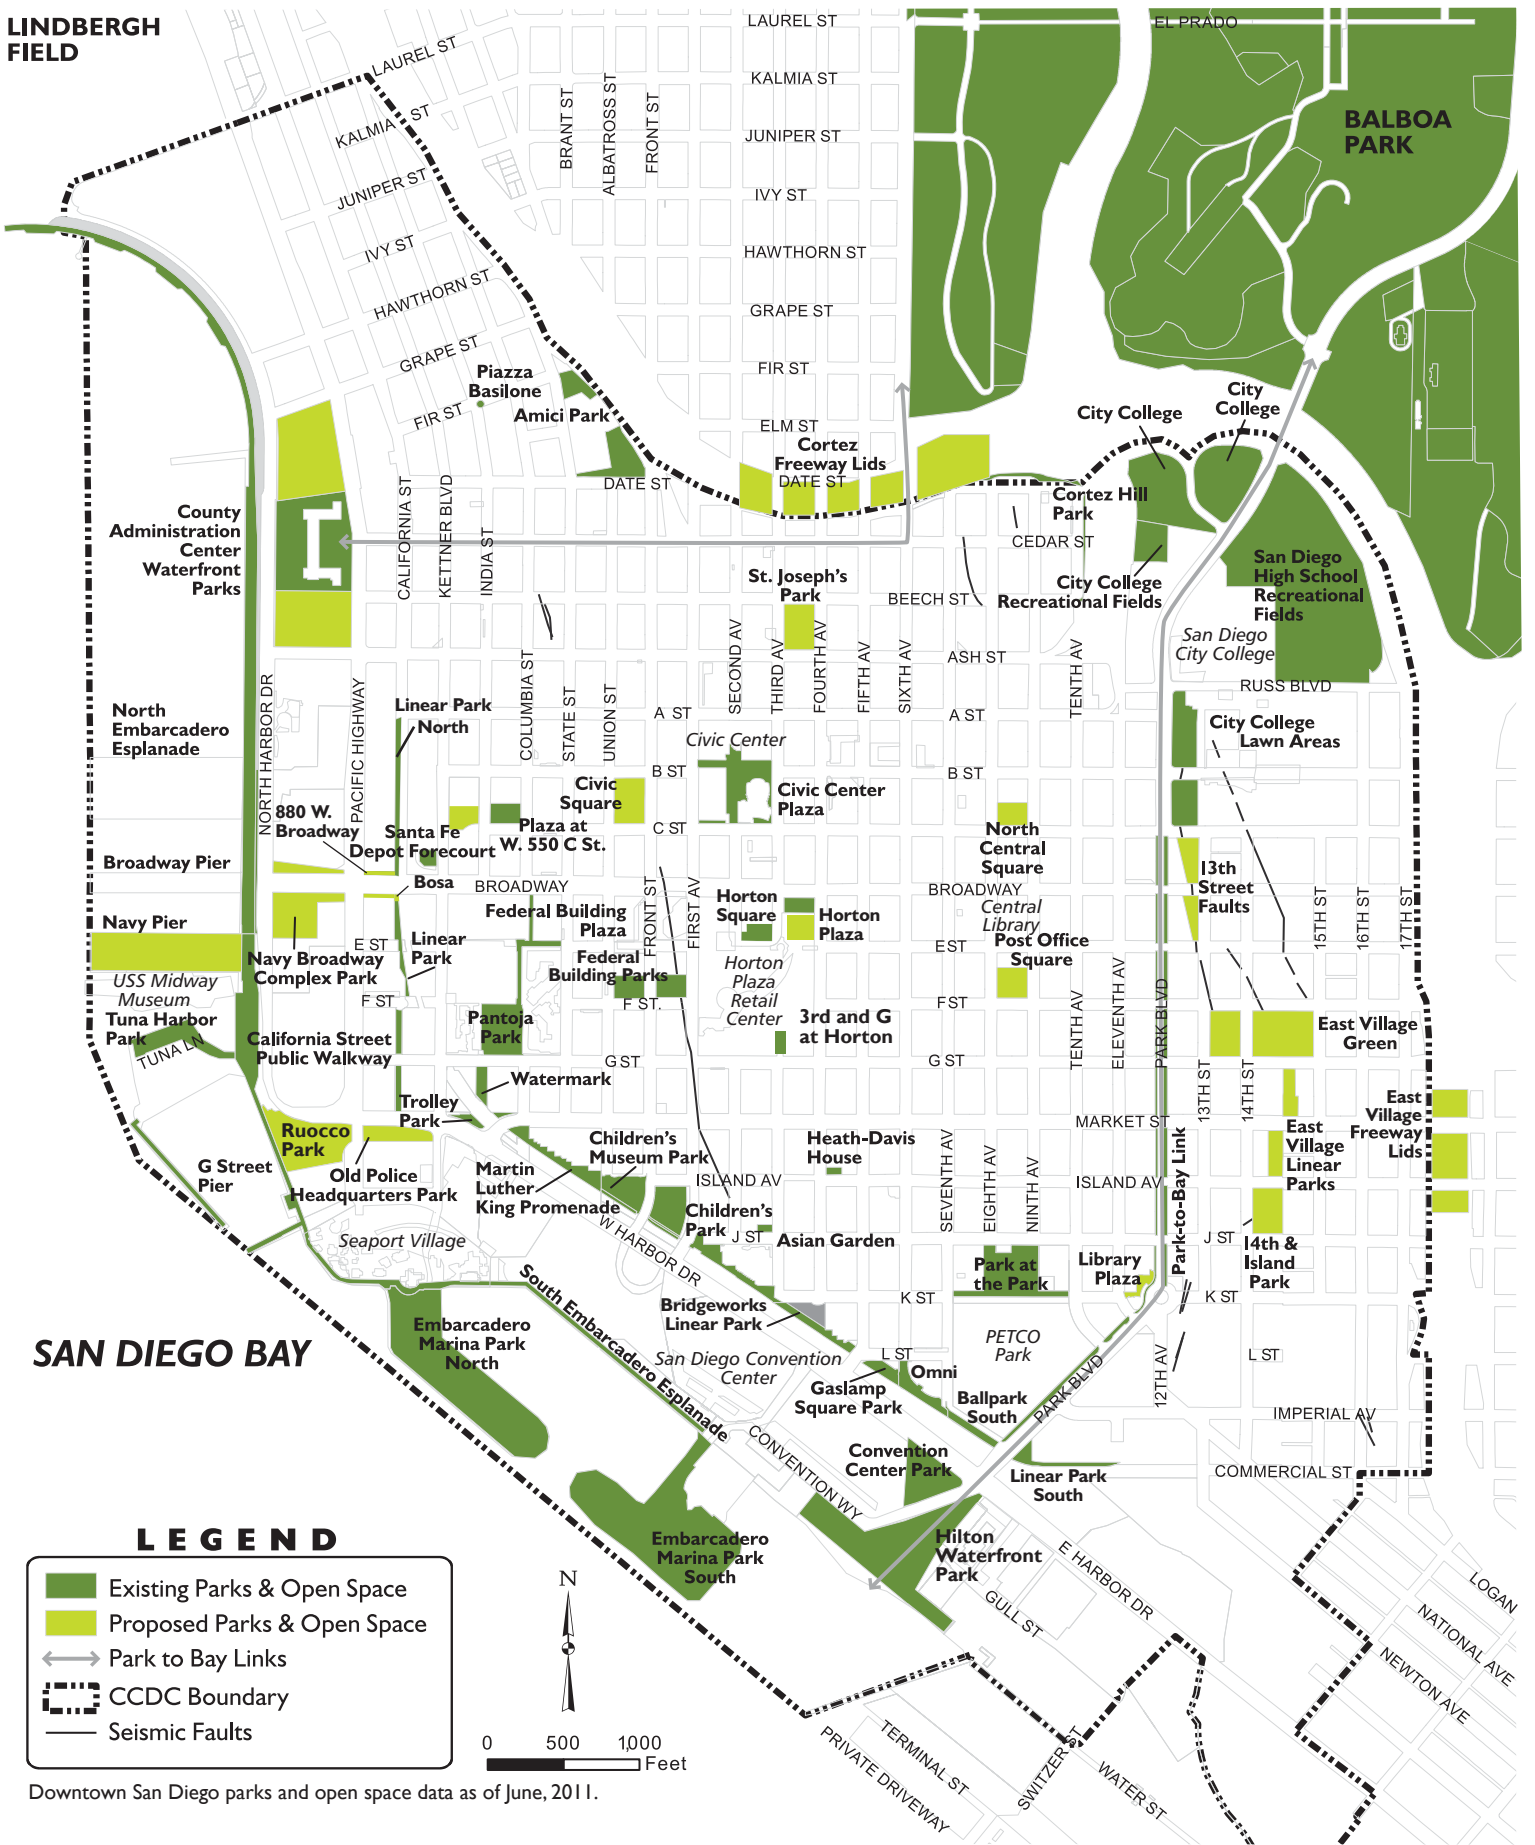 LINDBERGH
FIELD
LAUREL ST
KALMIA ST
JUNIPER ST
IVY ST
HAWTHORN ST
GRAPE ST
FIR ST
BRANT ST
ALBATROSS ST
FRONT ST
LAUREL ST
KALMIA ST
JUNIPER ST
IVY ST
HAWTHORN ST
GRAPE ST
FIR ST
ELM ST
DATE ST
EL PRADO
BALBOA
PARK
Piazza
Basilone
Amici Park
DATE ST
Cortez
Freeway Lids
City College
City
College
Cortez Hill
Park
CEDAR ST
City College
Recreational Fields
San Diego
High School
Recreational
Fields
San Diego
City College
RUSS BLVD
County
Administration
Center
Waterfront
Parks
CALIFORNIA ST
KETTNER BLVD
INDIA ST
St. Joseph's
Park
BEECH ST
ASH ST
A ST
A ST
B ST
B ST
C ST
SECOND AV
THIRD AV
FOURTH AV
FIFTH AV
SIXTH AV
TENTH AV
COLUMBIA ST
STATE ST
UNION ST
NORTH HARBOR DR
PACIFIC HIGHWAY
North
Embarcadero
Esplanade
Linear Park
North
Civic Center
City College
Lawn Areas
Civic
Square
Civic Center
Plaza
880 W.
Broadway
Santa Fe
Depot Forecourt
Plaza at
W. 550 C St.
North
Central
Square
Broadway Pier
Bosa
BROADWAY
BROADWAY
Central
Library
13th
Street
Faults
Navy Pier
Federal Building
Plaza
FRONT ST
FIRST AV
Horton
Square
Horton
Plaza
E ST
E ST
Linear
Park
Navy Broadway
Complex Park
Federal
Building Parks
Post Office
Square
15TH ST
16TH ST
17TH ST
USS Midway
Museum
Tuna Harbor
Park
TUNA LN
F ST
F ST.
F ST
Horton
Plaza
Retail
Center
Pantoja
Park
California Street
Public Walkway
3rd and G
at Horton
TENTH AV
ELEVENTH AV
PARK BLVD
East Village
Green
G ST
G ST
Watermark
13TH ST
14TH ST
Trolley
Park
MARKET ST
East
Village
Freeway
Lids
Ruocco
Park
Children's
Museum Park
Heath-Davis
House
East
Village
Linear
Parks
G Street
Pier
Old Police
Headquarters Park
Martin
Luther
King Promenade
ISLAND AV
ISLAND AV
SEVENTH AV
EIGHTH AV
NINTH AV
Park-to-Bay Link
Children's
Park
J ST
J ST
Asian Garden
Seaport Village
W HARBOR DR
14th &
Island
Park
Park at
the Park
Library
Plaza
K ST
K ST
South Embarcadero Esplanade
Bridgeworks
Linear Park
SAN DIEGO BAY
Embarcadero
Marina Park
North
San Diego Convention
Center
PETCO
Park
L ST
L ST
Omni
Gaslamp
Square Park
Ballpark
South
PARK BLVD
12TH AV
IMPERIAL AV
CONVENTION WY
Convention
Center Park
Linear Park
South
COMMERCIAL ST
Embarcadero
Marina Park
South
Hilton
Waterfront
Park
E HARBOR DR
GULL ST
LOGAN
NATIONAL AVE
NEWTON AVE
SWITZER ST
WATER ST
TERMINAL ST
PRIVATE DRIVEWAY
LEGEND
Existing Parks & Open Space
Proposed Parks & Open Space
Park to Bay Links
CCDC Boundary
Seismic Faults
N
0 500 1,000
Feet
Downtown San Diego parks and open space data as of June, 2011.